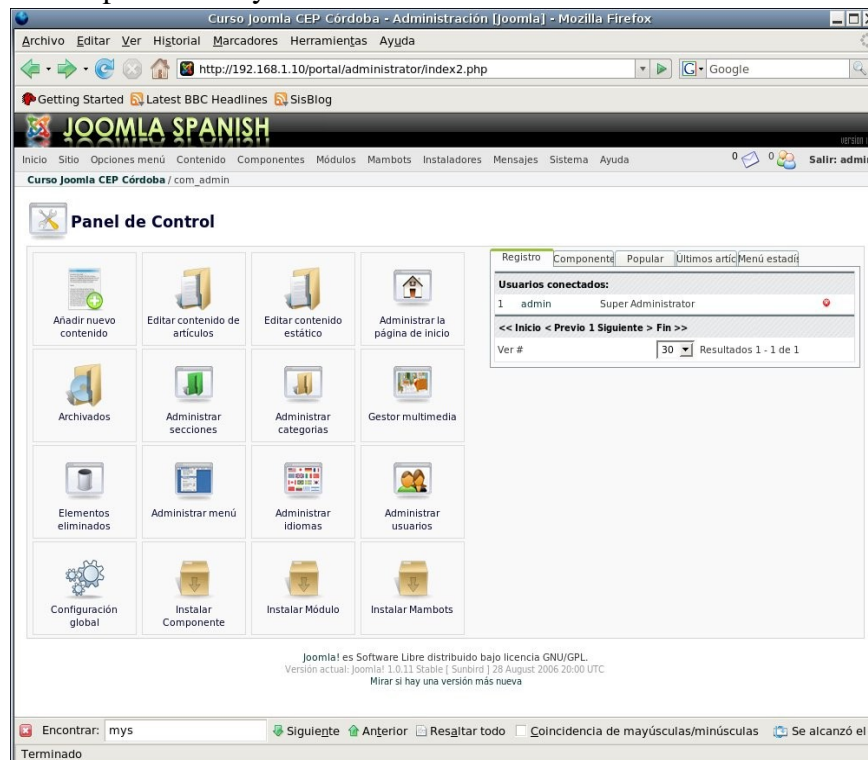 Curso Joomla CEP Córdoba - Administración [Joomla] - Mozilla Firefox
Archivo Editar Ver Historial Marcadores Herramientas Ayuda
http://192.168.1.10/portal/administrator/index2.php
G Google
Getting Started Latest BBC Headlines SisBlog
JOOMLA SPANISH
Inicio Sitio Opciones menú Contenido Componentes Módulos Mambots Instaladores Mensajes Sistema Ayuda 0 0 Salir: admi
Curso Joomla CEP Córdoba / com_admin
Panel de Control
Añadir nuevo contenido
Editar contenido de artículos
Editar contenido estático
Administrar la página de inicio
Archivados
Administrar secciones
Administrar categorias
Gestor multimedia
Elementos eliminados
Administrar menú
Administrar idiomas
Administrar usuarios
Configuración global
Instalar Componente
Instalar Módulo
Instalar Mambots
Registro Componente Popular Últimos artíc Menú estadís
Usuarios conectados:
1 admin Super Administrator
<< Inicio < Previo 1 Siguiente > Fin >>
Ver # 30 Resultados 1 - 1 de 1
Joomla! es Software Libre distribuido bajo licencia GNU/GPL.
Versión actual: Joomla! 1.0.11 Stable [ Sunbird ] 28 August 2006 20:00 UTC
Mirar si hay una versión más nueva
Encontrar: mys Siguiente Anterior Resaltar todo Coincidencia de mayúsculas/minúsculas Se alcanzó el
Terminado